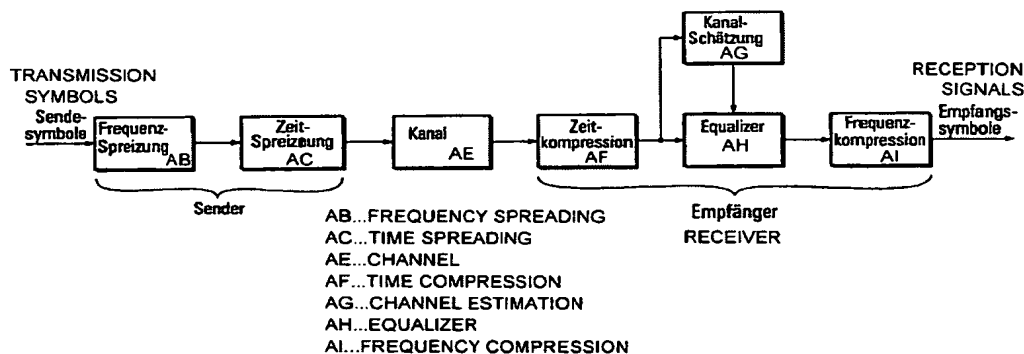 Kanal-
Schätzung
AG
TRANSMISSION
SYMBOLS
Sende-
symbole
Frequenz-
Spreizung
AB
Zeit-
Spreizeung
AC
Kanal
AE
Zeit-
kompression
AF
Equalizer
AH
Frequenz-
kompression
AI
RECEPTION
SIGNALS
Empfangs-
symbole
Sender
Empfänger
RECEIVER
AB...FREQUENCY SPREADING
AC...TIME SPREADING
AE...CHANNEL
AF...TIME COMPRESSION
AG...CHANNEL ESTIMATION
AH...EQUALIZER
AI...FREQUENCY COMPRESSION